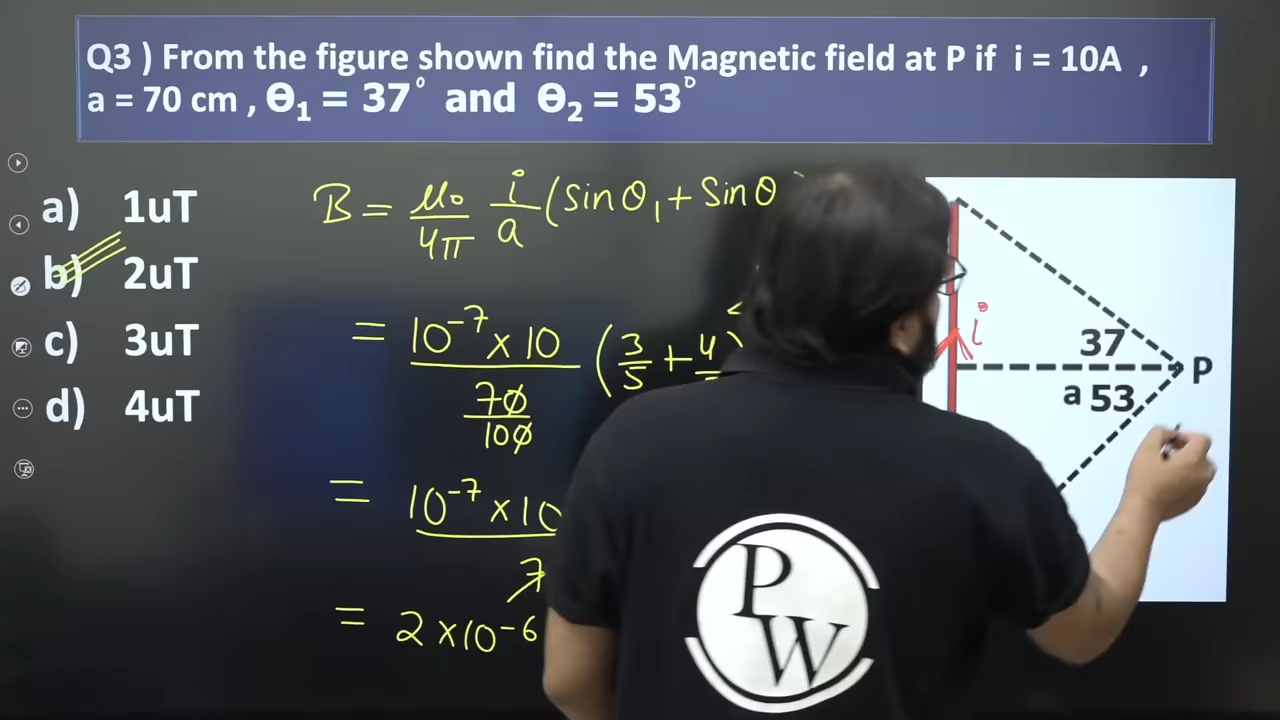 Q3 ) From the figure shown find the Magnetic field at P if i = 10A ,
a = 70 cm , Θ₁ = 37° and Θ₂ = 53°
a) 1uT
b) 2uT
c) 3uT
d) 4uT
B = μ₀/4π i/a (Sinθ₁ + Sinθ
= 10⁻⁷ × 10 / 70/100 (3/5 + 4/
= 10⁻⁷ × 10 / 7
= 2 × 10⁻⁶
i
37
P
a 53
P
W